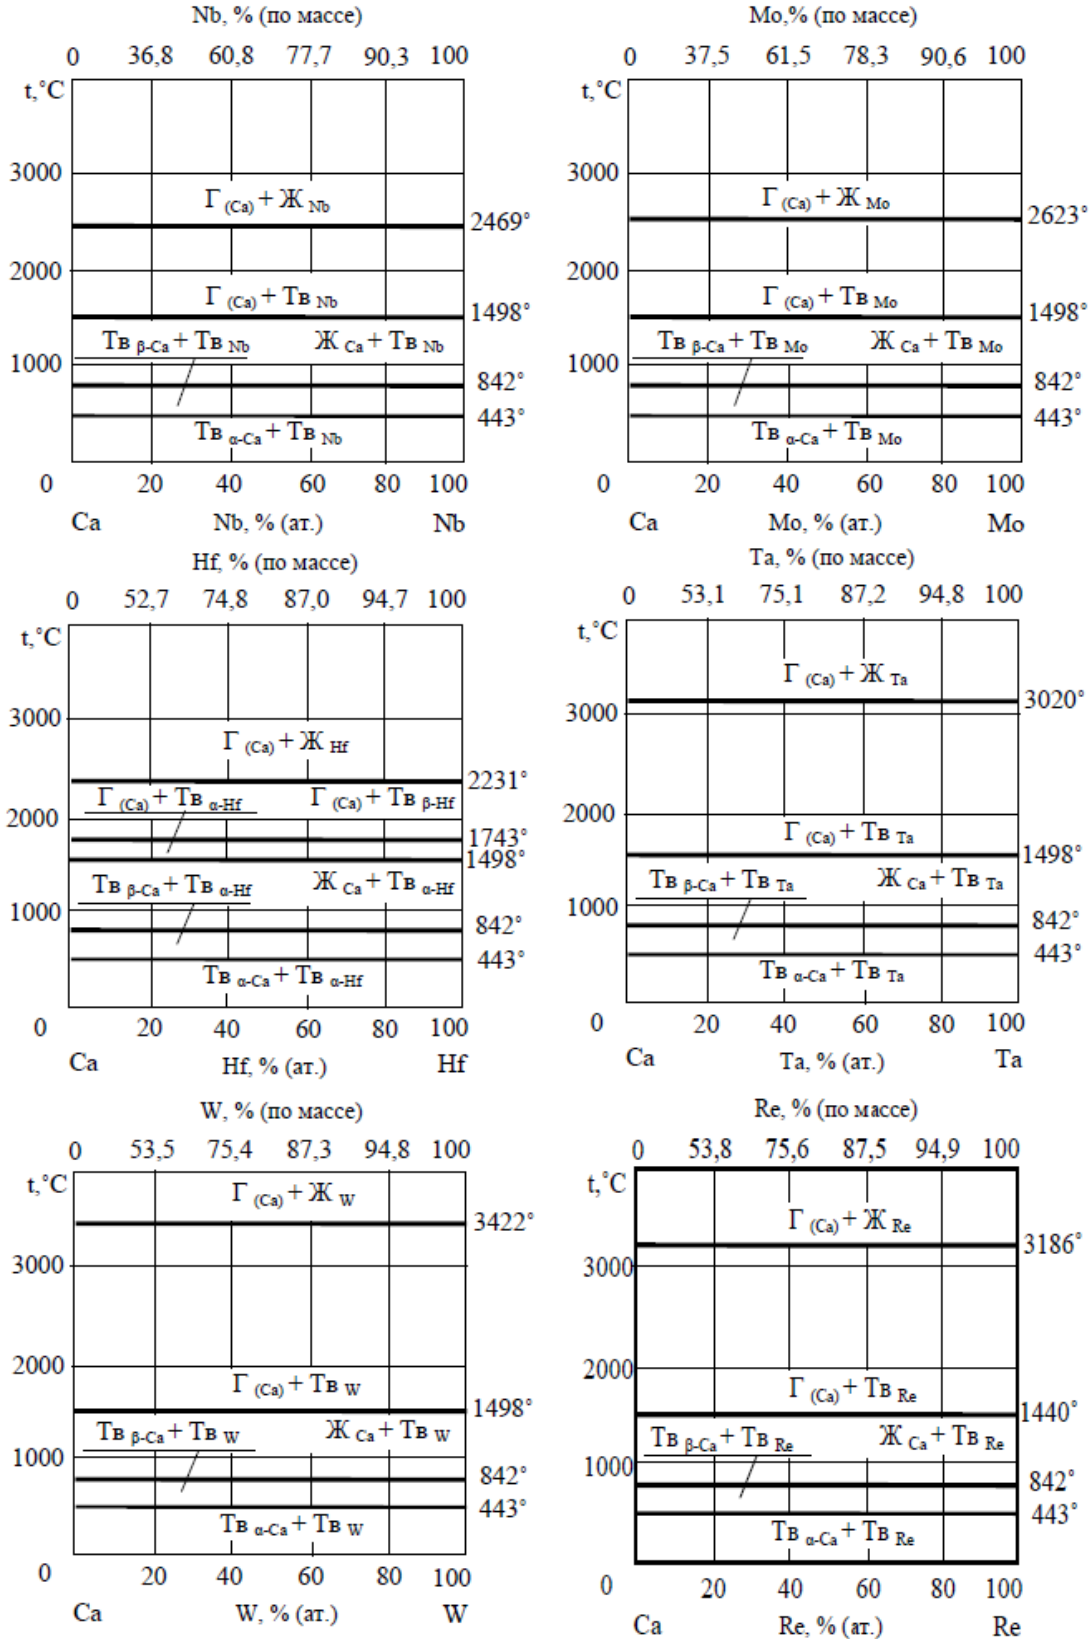 Nb, % (по массе)
0 36,8 60,8 77,7 90,3 100
t,°C
3000
Г (Ca) + Ж Nb
2469°
2000
Г (Ca) + Тв Nb
1498°
Тв β-Ca + Тв Nb
Ж Ca + Тв Nb
1000
842°
443°
Тв α-Ca + Тв Nb
0 20 40 60 80 100
Ca Nb, % (ат.) Nb
Mo,% (по массе)
0 37,5 61,5 78,3 90,6 100
t,°C
3000
Г (Ca) + Ж Mo
2623°
2000
Г (Ca) + Тв Mo
1498°
Тв β-Ca + Тв Mo
Ж Ca + Тв Mo
1000
842°
443°
Тв α-Ca + Тв Mo
0 20 40 60 80 100
Ca Mo, % (ат.) Mo
Hf, % (по массе)
0 52,7 74,8 87,0 94,7 100
t,°C
3000
Г (Ca) + Ж Hf
2231°
Г (Ca) + Тв α-Hf
Г (Ca) + Тв β-Hf
2000
1743°
1498°
Тв β-Ca + Тв α-Hf
Ж Ca + Тв α-Hf
1000
842°
443°
Тв α-Ca + Тв α-Hf
0 20 40 60 80 100
Ca Hf, % (ат.) Hf
Ta, % (по массе)
0 53,1 75,1 87,2 94,8 100
t,°C
Г (Ca) + Ж Ta
3020°
3000
2000
Г (Ca) + Тв Ta
1498°
Тв β-Ca + Тв Ta
Ж Ca + Тв Ta
1000
842°
443°
Тв α-Ca + Тв Ta
0 20 40 60 80 100
Ca Ta, % (ат.) Ta
W, % (по массе)
0 53,5 75,4 87,3 94,8 100
t,°C
Г (Ca) + Ж W
3422°
3000
2000
Г (Ca) + Тв W
1498°
Тв β-Ca + Тв W
Ж Ca + Тв W
1000
842°
443°
Тв α-Ca + Тв W
0 20 40 60 80 100
Ca W, % (ат.) W
Re, % (по массе)
0 53,8 75,6 87,5 94,9 100
t,°C
Г (Ca) + Ж Re
3186°
3000
2000
Г (Ca) + Тв Re
1440°
Тв β-Ca + Тв Re
Ж Ca + Тв Re
1000
842°
443°
Тв α-Ca + Тв Re
0 20 40 60 80 100
Ca Re, % (ат.) Re